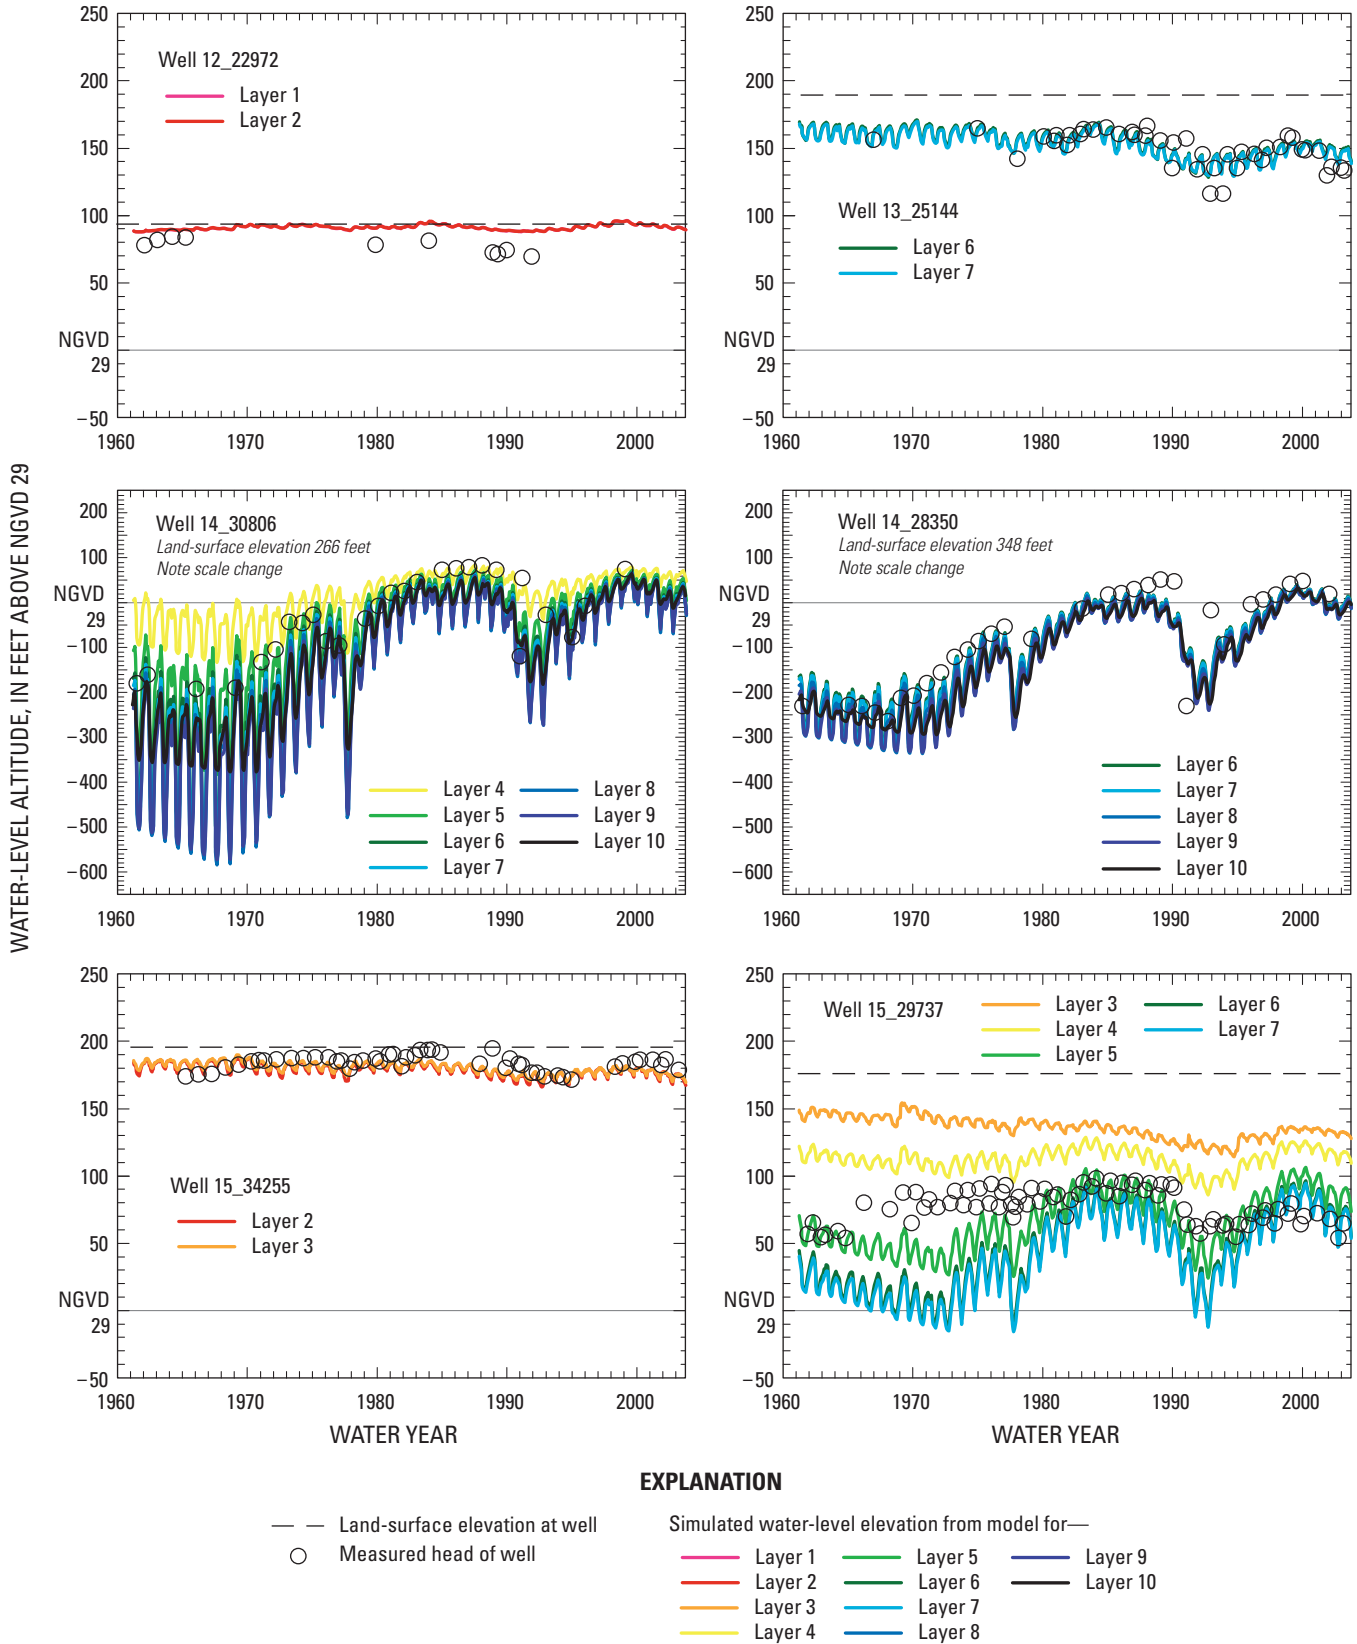 WATER-LEVEL ALTITUDE, IN FEET ABOVE NGVD 29
250
200
150
100
50
NGVD
29
−50
Well 12_22972
Layer 1
Layer 2
1960 1970 1980 1990 2000
250
200
150
100
50
NGVD
29
−50
Well 13_25144
Layer 6
Layer 7
1960 1970 1980 1990 2000
200
100
NGVD
29
−100
−200
−300
−400
−500
−600
Well 14_30806
Land-surface elevation 266 feet
Note scale change
Layer 4 Layer 8
Layer 5 Layer 9
Layer 6 Layer 10
Layer 7
1960 1970 1980 1990 2000
200
100
NGVD
29
−100
−200
−300
−400
−500
−600
Well 14_28350
Land-surface elevation 348 feet
Note scale change
Layer 6
Layer 7
Layer 8
Layer 9
Layer 10
1960 1970 1980 1990 2000
250
200
150
100
50
NGVD
29
−50
Well 15_34255
Layer 2
Layer 3
1960 1970 1980 1990 2000
WATER YEAR
250
200
150
100
50
NGVD
29
−50
Well 15_29737
Layer 3 Layer 6
Layer 4 Layer 7
Layer 5
1960 1970 1980 1990 2000
WATER YEAR
EXPLANATION
Land-surface elevation at well
Measured head of well
Simulated water-level elevation from model for—
Layer 1 Layer 5 Layer 9
Layer 2 Layer 6 Layer 10
Layer 3 Layer 7
Layer 4 Layer 8